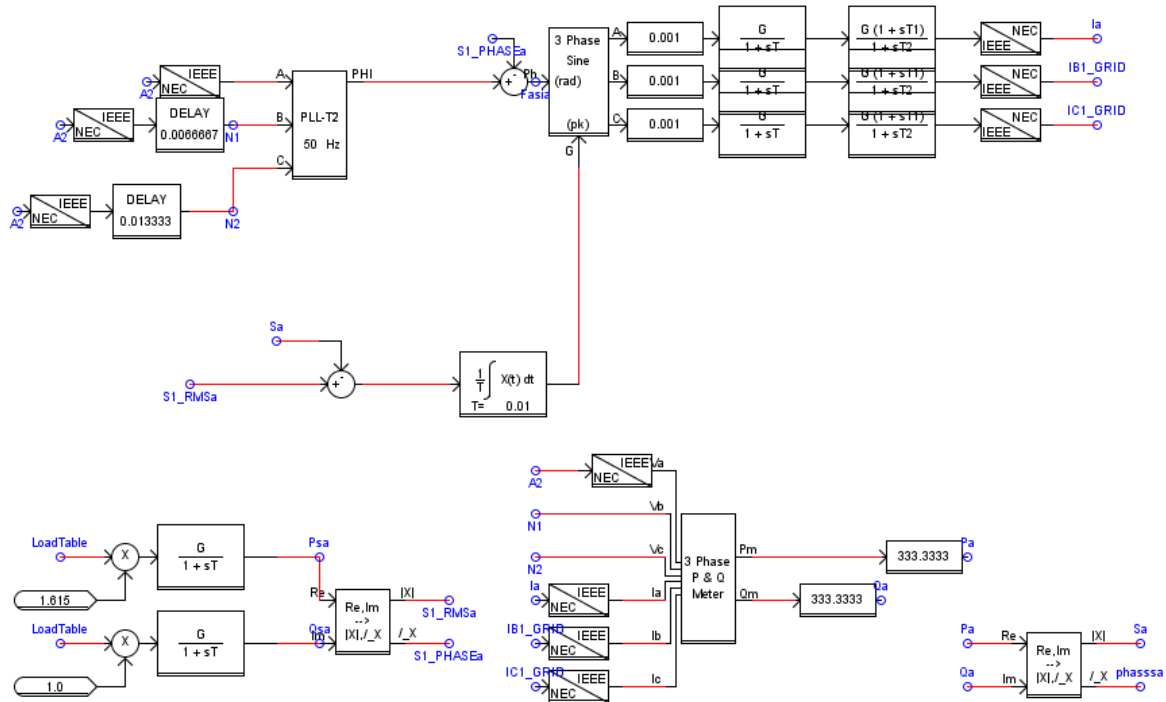 S1_PHASEa
A
IEEE
NEC
A2
DELAY
0.0066667
IEEE
NEC
A2
N1
B
C
PLL-T2
50 Hz
PHI
IEEE
NEC
A2
DELAY
0.013333
N2
+
-
Ph
Fasia
3 Phase
Sine
(rad)
(pk)
G
A
B
C
0.001
0.001
0.001
G
1 + sT
G
1 + sT
G
1 + sT
G (1 + sT1)
1 + sT2
G (1 + sT1)
1 + sT2
G (1 + sT1)
1 + sT2
NEC
IEEE
Ia
NEC
IEEE
IB1_GRID
NEC
IEEE
IC1_GRID
Sa
S1_RMSa
+
-
1
T
X(t) dt
T= 0.01
LoadTable
X
1.615
G
1 + sT
Psa
LoadTable
X
1.0
G
1 + sT
Qsa
Re
Im
Re,Im
-->
|X|,/_X
|X|
/_X
S1_RMSa
S1_PHASEa
A2
IEEE
NEC
Va
N1
Vb
N2
Vc
Ia
IEEE
NEC
Ia
IB1_GRID
IEEE
NEC
Ib
IC1_GRID
IEEE
NEC
Ic
3 Phase
P & Q
Meter
Pm
Qm
333.3333
Pa
333.3333
Qa
Pa
Re
Qa
Im
Re,Im
-->
|X|,/_X
|X|
/_X
Sa
phasssa